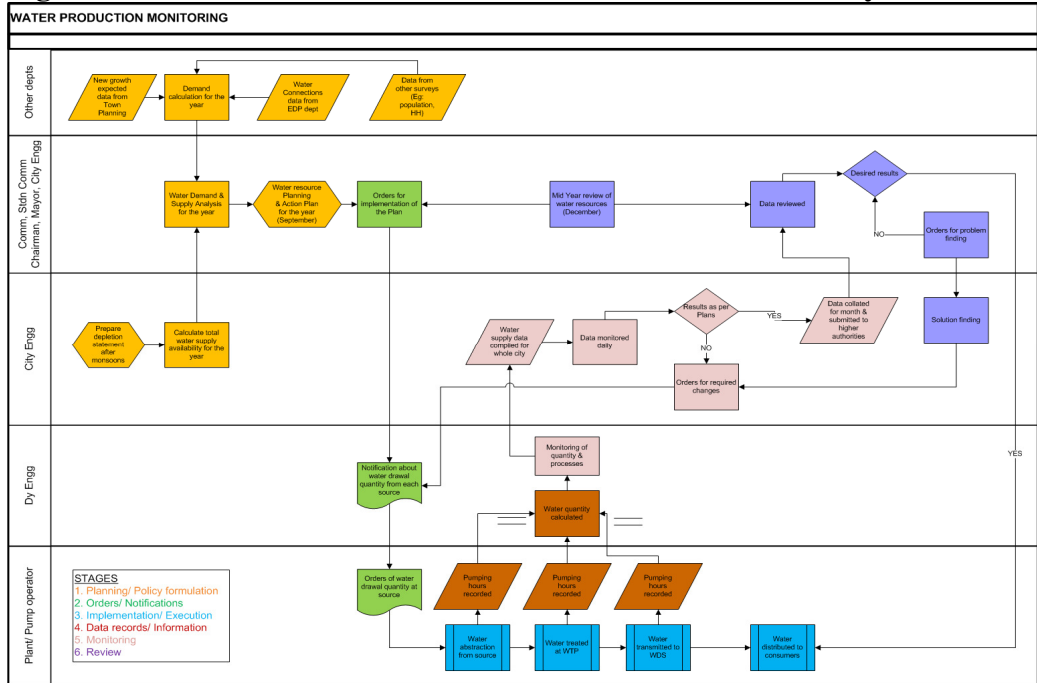 WATER PRODUCTION MONITORING
Other depts
New growth
expected
data from
Town
Planning
Demand
calculation for the
year
Water
Connections
data from
EDP dept
Data from
other surveys
(Eg:
population,
HH)
Comm, Stdn Comm
Chairman, Mayor, City Engg
Water Demand &
Supply Analysis
for the year
Water resource
Planning
& Action Plan
for the year
(September)
Orders for
implementation of
the Plan
Mid Year review of
water resources
(December)
Data reviewed
Desired results
NO
Orders for problem
finding
City Engg
Prepare
depletion
statement
after
monsoons
Calculate total
water supply
availability for the
year
Water
supply data
compiled for
whole city
Data monitored
daily
Results as per
Plans
YES
NO
Data collated
for month &
submitted to
higher
authorities
Solution finding
Orders for required
changes
Dy Engg
Notification about
water drawal
quantity from each
source
Monitoring of
quantity &
processes
Water quantity
calculated
YES
Plant/ Pump operator
STAGES
1. Planning/ Policy formulation
2. Orders/ Notifications
3. Implementation/ Execution
4. Data records/ Information
5. Monitoring
6. Review
Orders of water
drawal quantity at
source
Pumping
hours
recorded
Pumping
hours
recorded
Pumping
hours
recorded
Water
abstraction
from source
Water treated
at WTP
Water
transmitted to
WDS
Water
distributed to
consumers